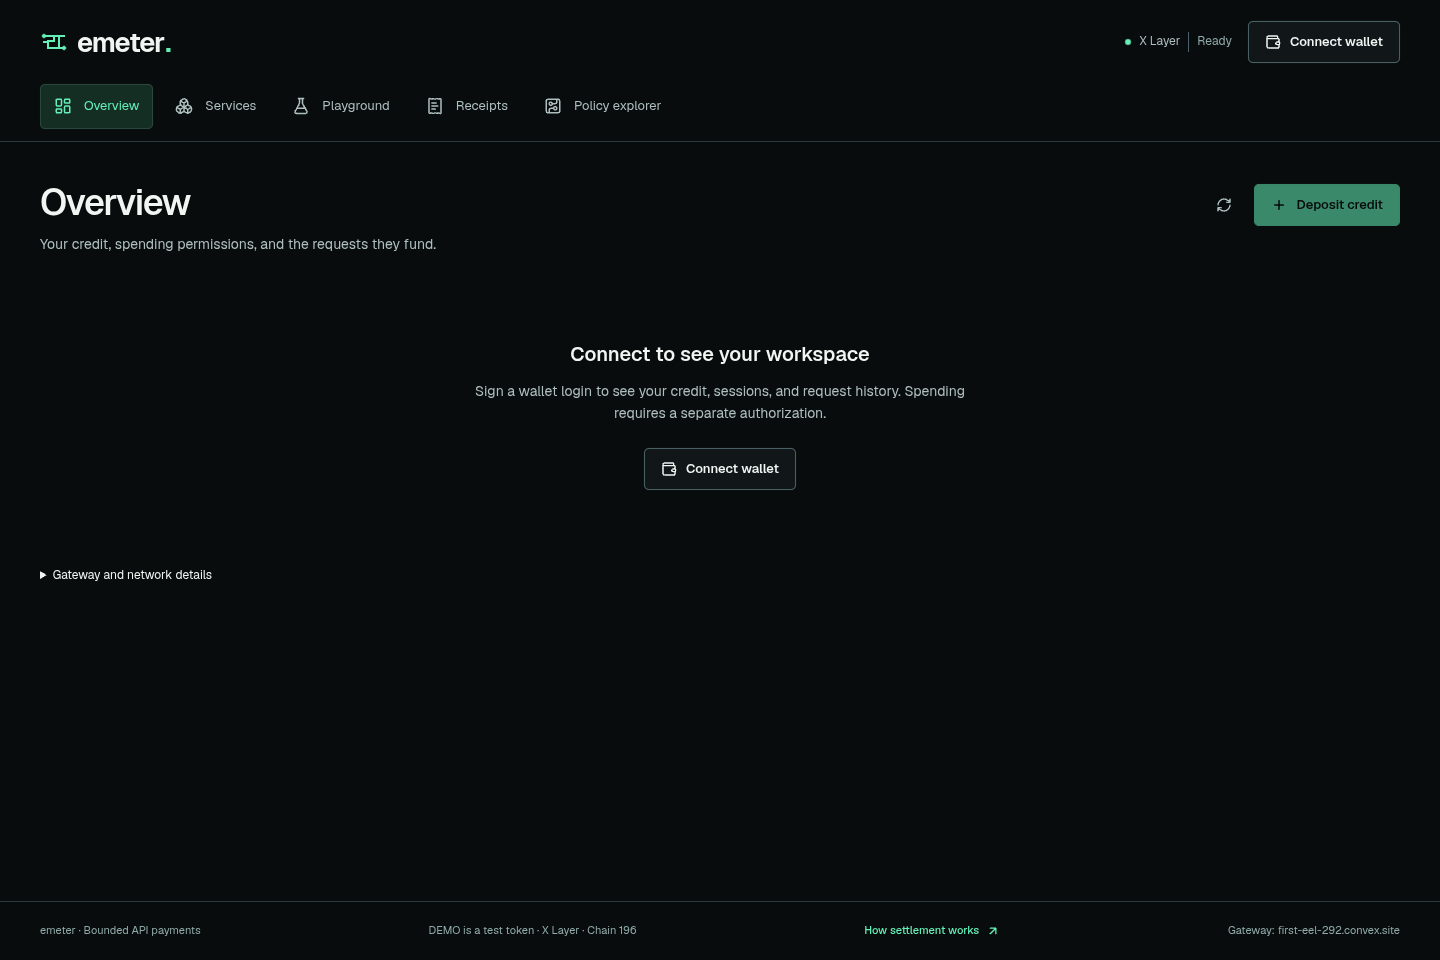 emeter.
X Layer
Ready
Connect wallet
Overview
Services
Playground
Receipts
Policy explorer
Overview
Deposit credit
Your credit, spending permissions, and the requests they fund.
Connect to see your workspace
Sign a wallet login to see your credit, sessions, and request history. Spending
requires a separate authorization.
Connect wallet
Gateway and network details
emeter · Bounded API payments
DEMO is a test token · X Layer · Chain 196
How settlement works
Gateway: first-eel-292.convex.site